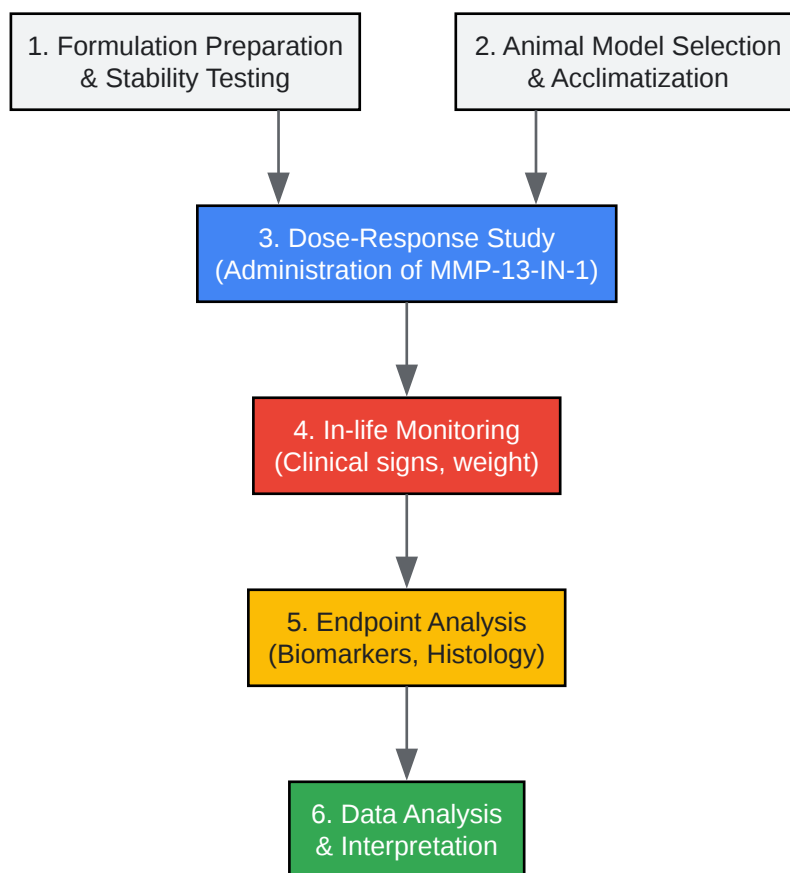 1. Formulation Preparation
& Stability Testing
2. Animal Model Selection
& Acclimatization
3. Dose-Response Study
(Administration of MMP-13-IN-1)
4. In-life Monitoring
(Clinical signs, weight)
5. Endpoint Analysis
(Biomarkers, Histology)
6. Data Analysis
& Interpretation